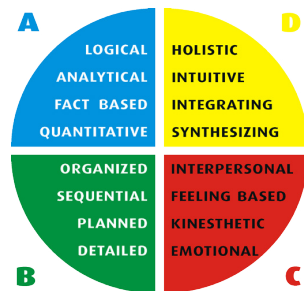 A
LOGICAL
ANALYTICAL
FACT BASED
QUANTITATIVE
D
HOLISTIC
INTUITIVE
INTEGRATING
SYNTHESIZING
B
ORGANIZED
SEQUENTIAL
PLANNED
DETAILED
C
INTERPERSONAL
FEELING BASED
KINESTHETIC
EMOTIONAL